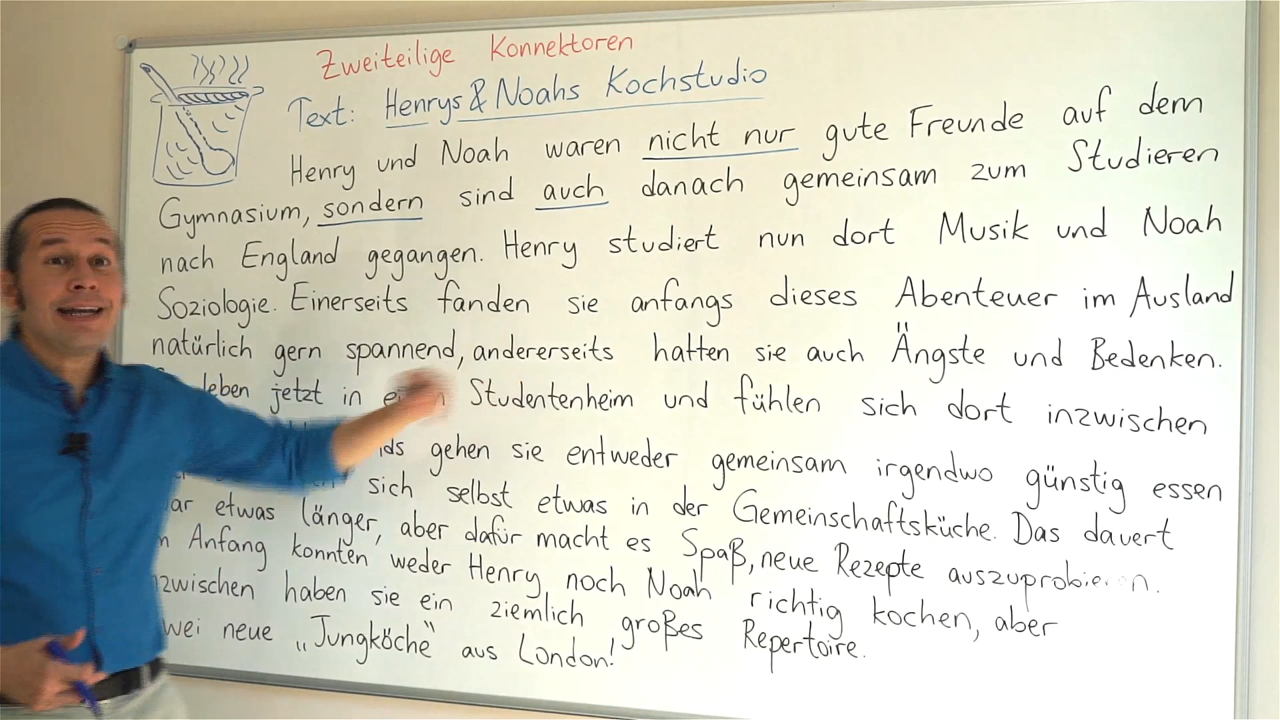 Zweiteilige Konnektoren
Text: Henrys & Noahs Kochstudio
Henry und Noah waren nicht nur gute Freunde auf dem
Gymnasium, sondern sind auch danach gemeinsam zum Studieren
nach England gegangen. Henry studiert nun dort Musik und Noah
Soziologie. Einerseits fanden sie anfangs dieses Abenteuer im Ausland
natürlich gern spannend, andererseits hatten sie auch Ängste und Bedenken.
leben jetzt in Studentenheim und fühlen sich dort inzwischen
gehen sie entweder gemeinsam irgendwo günstig essen
sich selbst etwas in der Gemeinschaftsküche. Das dauert
etwas länger, aber dafür macht es Spaß, neue Rezepte auszuprobieren.
Anfang konnten weder Henry noch Noah richtig kochen, aber
haben sie ein ziemlich großes Repertoire.
neue „Jungköche“ aus London!